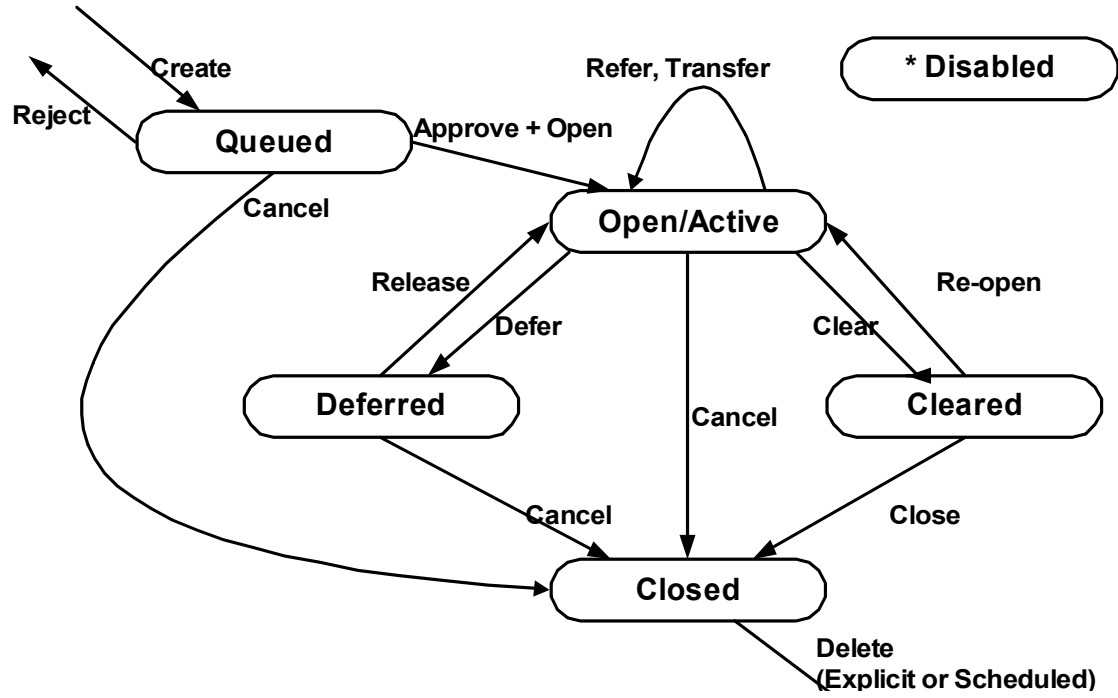 Create
Refer, Transfer
* Disabled
Reject
Queued
Approve + Open
Cancel
Open/Active
Release
Re-open
Defer
Clear
Deferred
Cleared
Cancel
Cancel
Close
Closed
Delete
(Explicit or Scheduled)